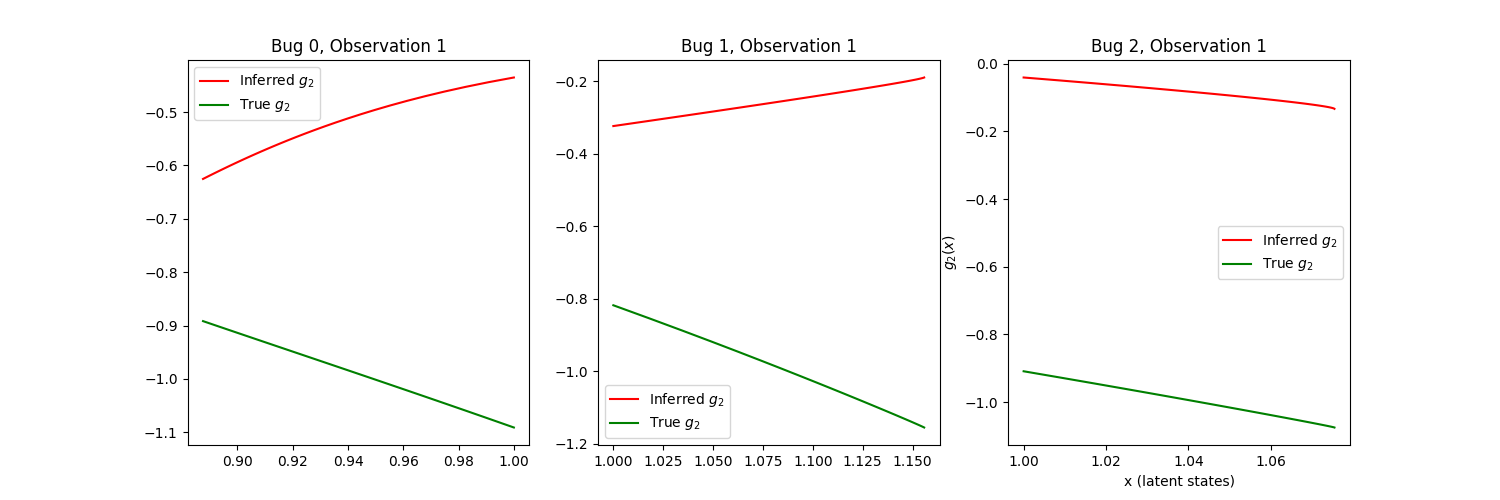 Bug 0, Observation 1
Inferred g₂
True g₂
−0.5
−0.6
−0.7
−0.8
−0.9
−1.0
−1.1
0.90 0.92 0.94 0.96 0.98 1.00
Bug 1, Observation 1
−0.2
−0.4
−0.6
−0.8
−1.0
−1.2
Inferred g₂
True g₂
1.000 1.025 1.050 1.075 1.100 1.125 1.150
Bug 2, Observation 1
g₂(x)
0.0
−0.2
−0.4
−0.6
−0.8
−1.0
Inferred g₂
True g₂
1.00 1.02 1.04 1.06
x (latent states)